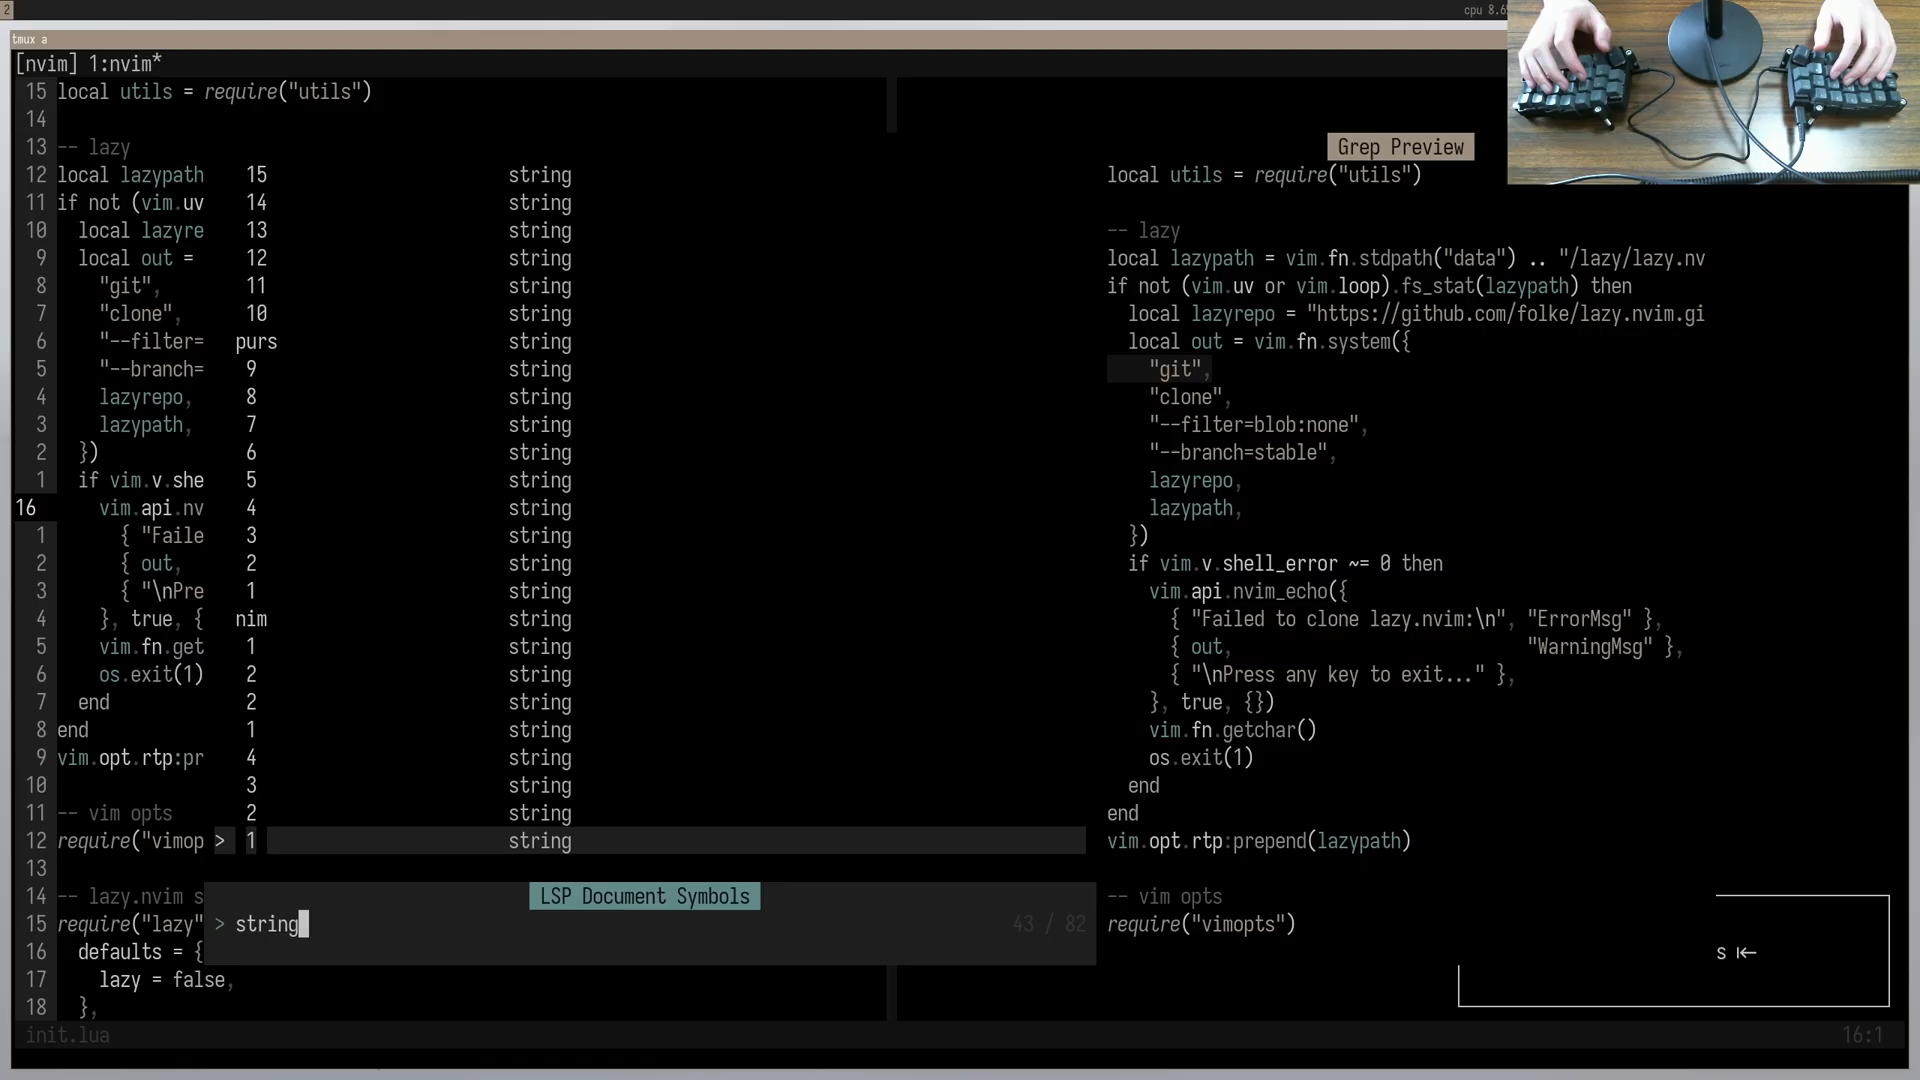 2
cpu 8.6
tmux a
[nvim] 1:nvim*
15 local utils = require("utils")
14
13 -- lazy
12 local lazypath
11 if not (vim.uv
10 local lazyre
9 local out =
8 "git",
7 "clone",
6 "--filter=
5 "--branch=
4 lazyrepo,
3 lazypath,
2 })
1 if vim.v.she
16 vim.api.nv
1 { "Faile
2 { out,
3 { "\nPre
4 }, true, {
5 vim.fn.get
6 os.exit(1)
7 end
8 end
9 vim.opt.rtp:pr
10
11 -- vim opts
12 require("vimop
13
14 -- lazy.nvim s
15 require("lazy"
16 defaults = {
17 lazy = false,
18 },
15 string
14 string
13 string
12 string
11 string
10 string
purs string
9 string
8 string
7 string
6 string
5 string
4 string
3 string
2 string
1 string
nim string
1 string
2 string
2 string
1 string
4 string
3 string
2 string
> 1 string
LSP Document Symbols
> string 43 / 82
Grep Preview
local utils = require("utils")
-- lazy
local lazypath = vim.fn.stdpath("data") .. "/lazy/lazy.nv
if not (vim.uv or vim.loop).fs_stat(lazypath) then
local lazyrepo = "https://github.com/folke/lazy.nvim.gi
local out = vim.fn.system({
"git",
"clone",
"--filter=blob:none",
"--branch=stable",
lazyrepo,
lazypath,
})
if vim.v.shell_error ~= 0 then
vim.api.nvim_echo({
{ "Failed to clone lazy.nvim:\n", "ErrorMsg" },
{ out, "WarningMsg" },
{ "\nPress any key to exit..." },
}, true, {})
vim.fn.getchar()
os.exit(1)
end
end
vim.opt.rtp:prepend(lazypath)
-- vim opts
require("vimopts")
s ⇤
init.lua 16:1